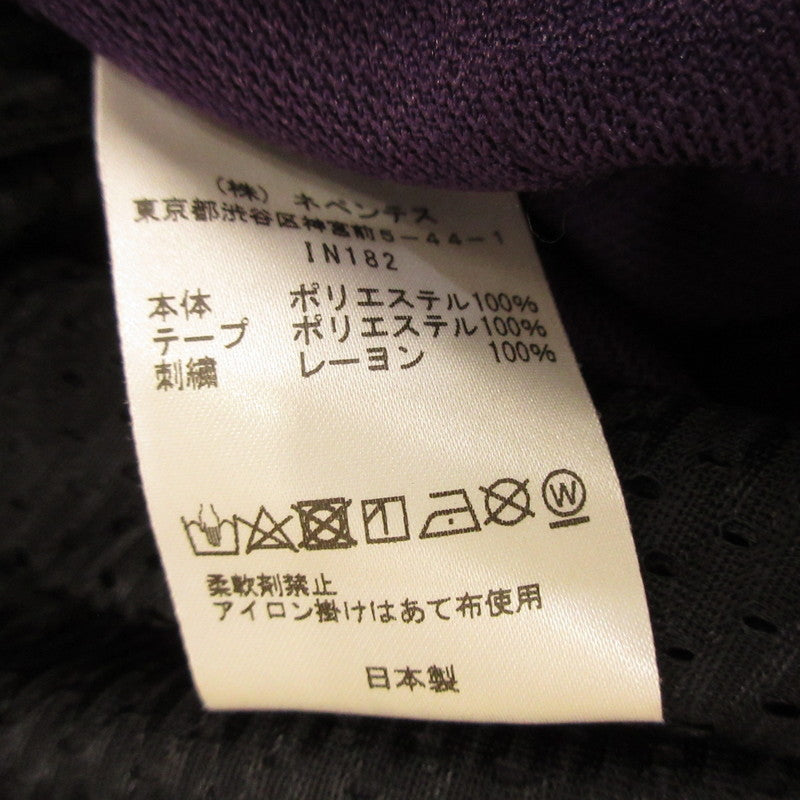 (株) ネペンテス
東京都渋谷区神宮前5-44-1
IN182
本体 ポリエステル100%
テープ ポリエステル100%
刺繍 レーヨン 100%
W
柔軟剤禁止
アイロン掛けはあて布使用
日本製